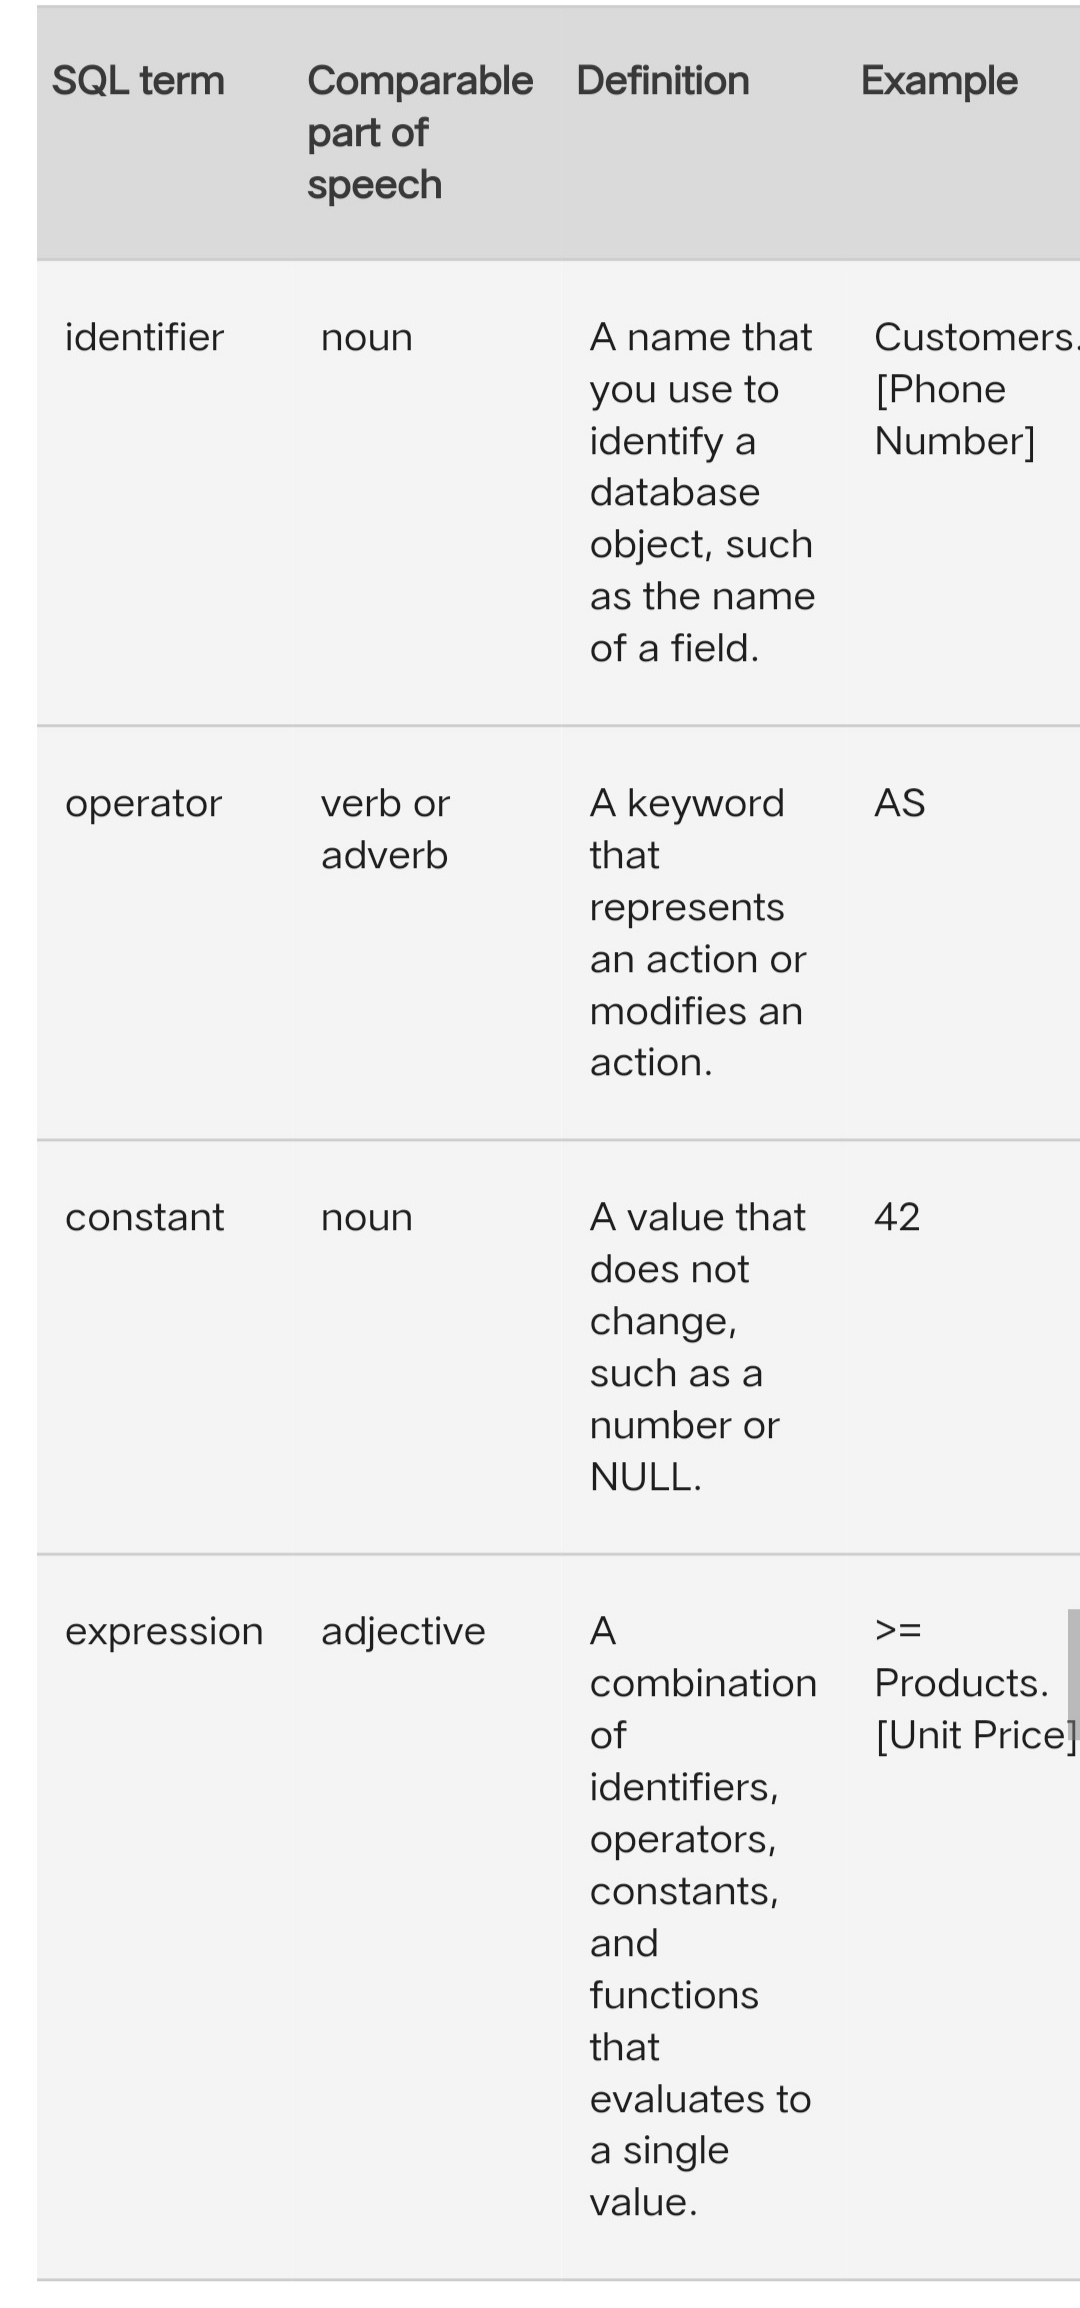 SQL term
Comparable
part of
speech
Definition
Example
identifier
noun
A name that
you use to
identify a
database
object, such
as the name
of a field.
Customers.
[Phone
Number]
operator
verb or
adverb
A keyword
that
represents
an action or
modifies an
action.
AS
constant
noun
A value that
does not
change,
such as a
number or
NULL.
42
expression
adjective
A
combination
of
identifiers,
operators,
constants,
and
functions
that
evaluates to
a single
value.
>=
Products.
[Unit Price]